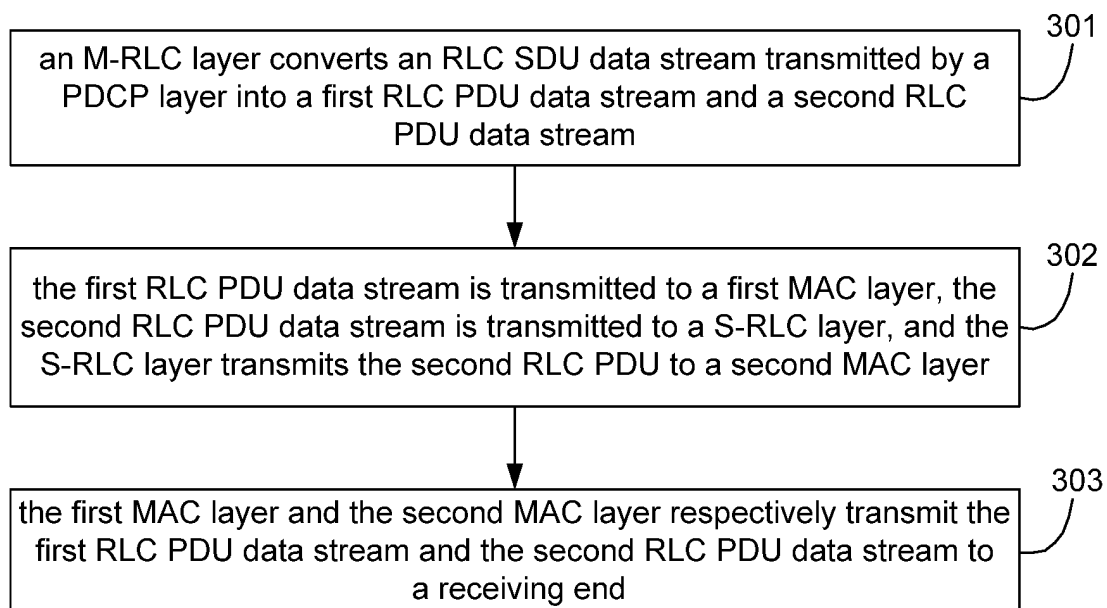 301
an M-RLC layer converts an RLC SDU data stream transmitted by a
PDCP layer into a first RLC PDU data stream and a second RLC
PDU data stream
302
the first RLC PDU data stream is transmitted to a first MAC layer, the
second RLC PDU data stream is transmitted to a S-RLC layer, and the
S-RLC layer transmits the second RLC PDU to a second MAC layer
303
the first MAC layer and the second MAC layer respectively transmit the
first RLC PDU data stream and the second RLC PDU data stream to
a receiving end